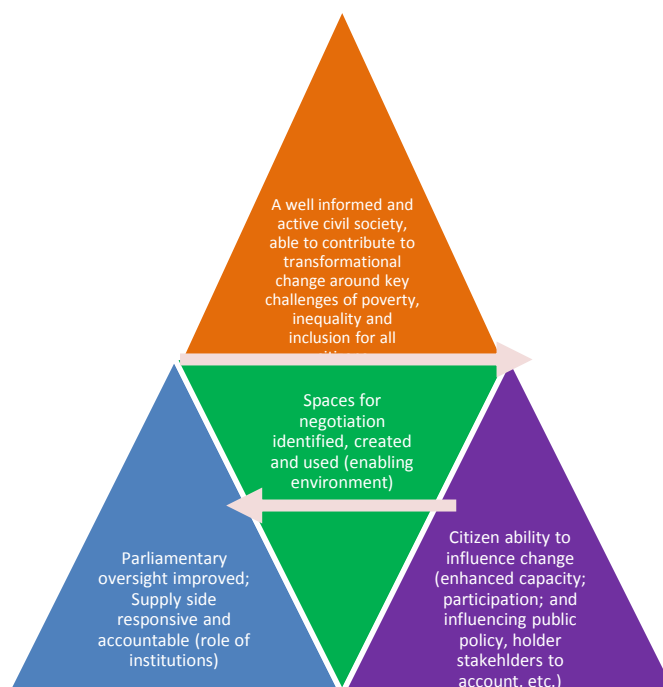 A well informed and
active civil society,
able to contribute to
transformational
change around key
challenges of poverty,
inequality and
inclusion for all
Spaces for
negotiation
identified, created
and used (enabling
environment)
Parliamentary
oversight improved;
Supply side
responsive and
accountable (role of
institutions)
Citizen ability to
influence change
(enhanced capacity;
participation; and
influencing public
policy, holder
stakehlders to
account, etc.)